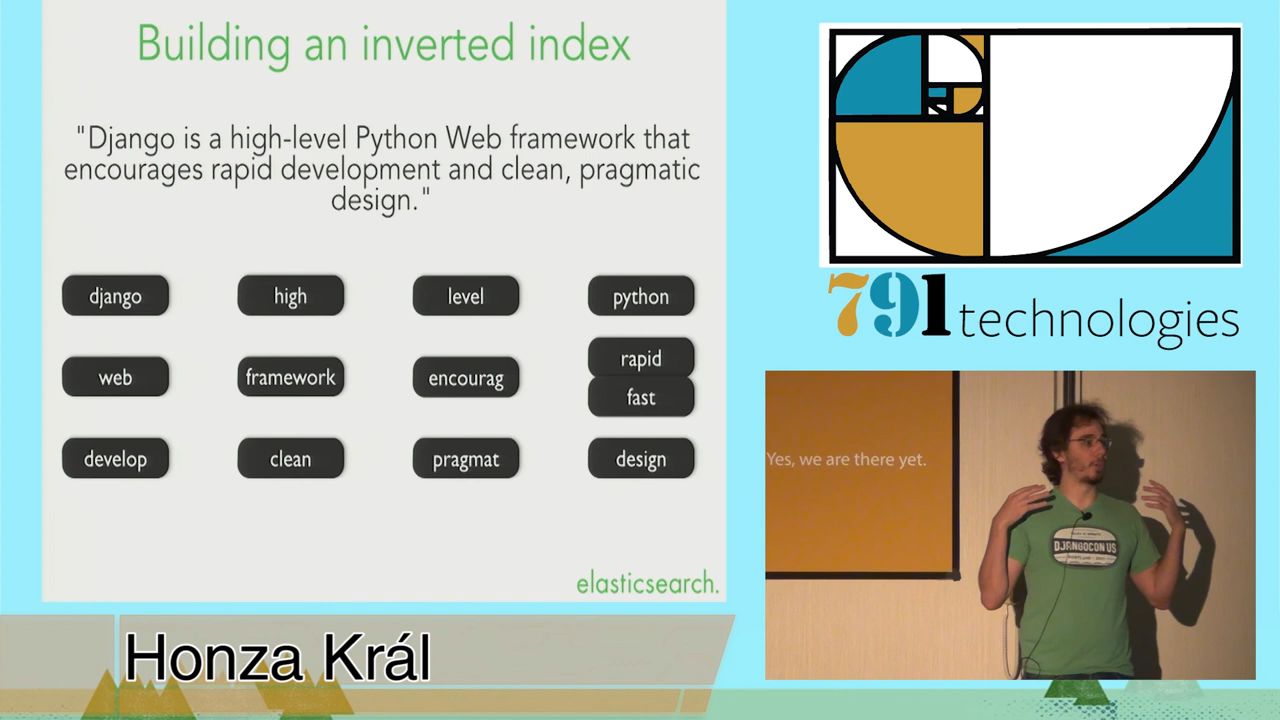 Building an inverted index
"Django is a high-level Python Web framework that
encourages rapid development and clean, pragmatic
design."
django
high
level
python
web
framework
encourag
rapid
fast
develop
clean
pragmat
design
elasticsearch.
791 technologies
Yes, we are there yet.
DJANGOCON US
Honza Král